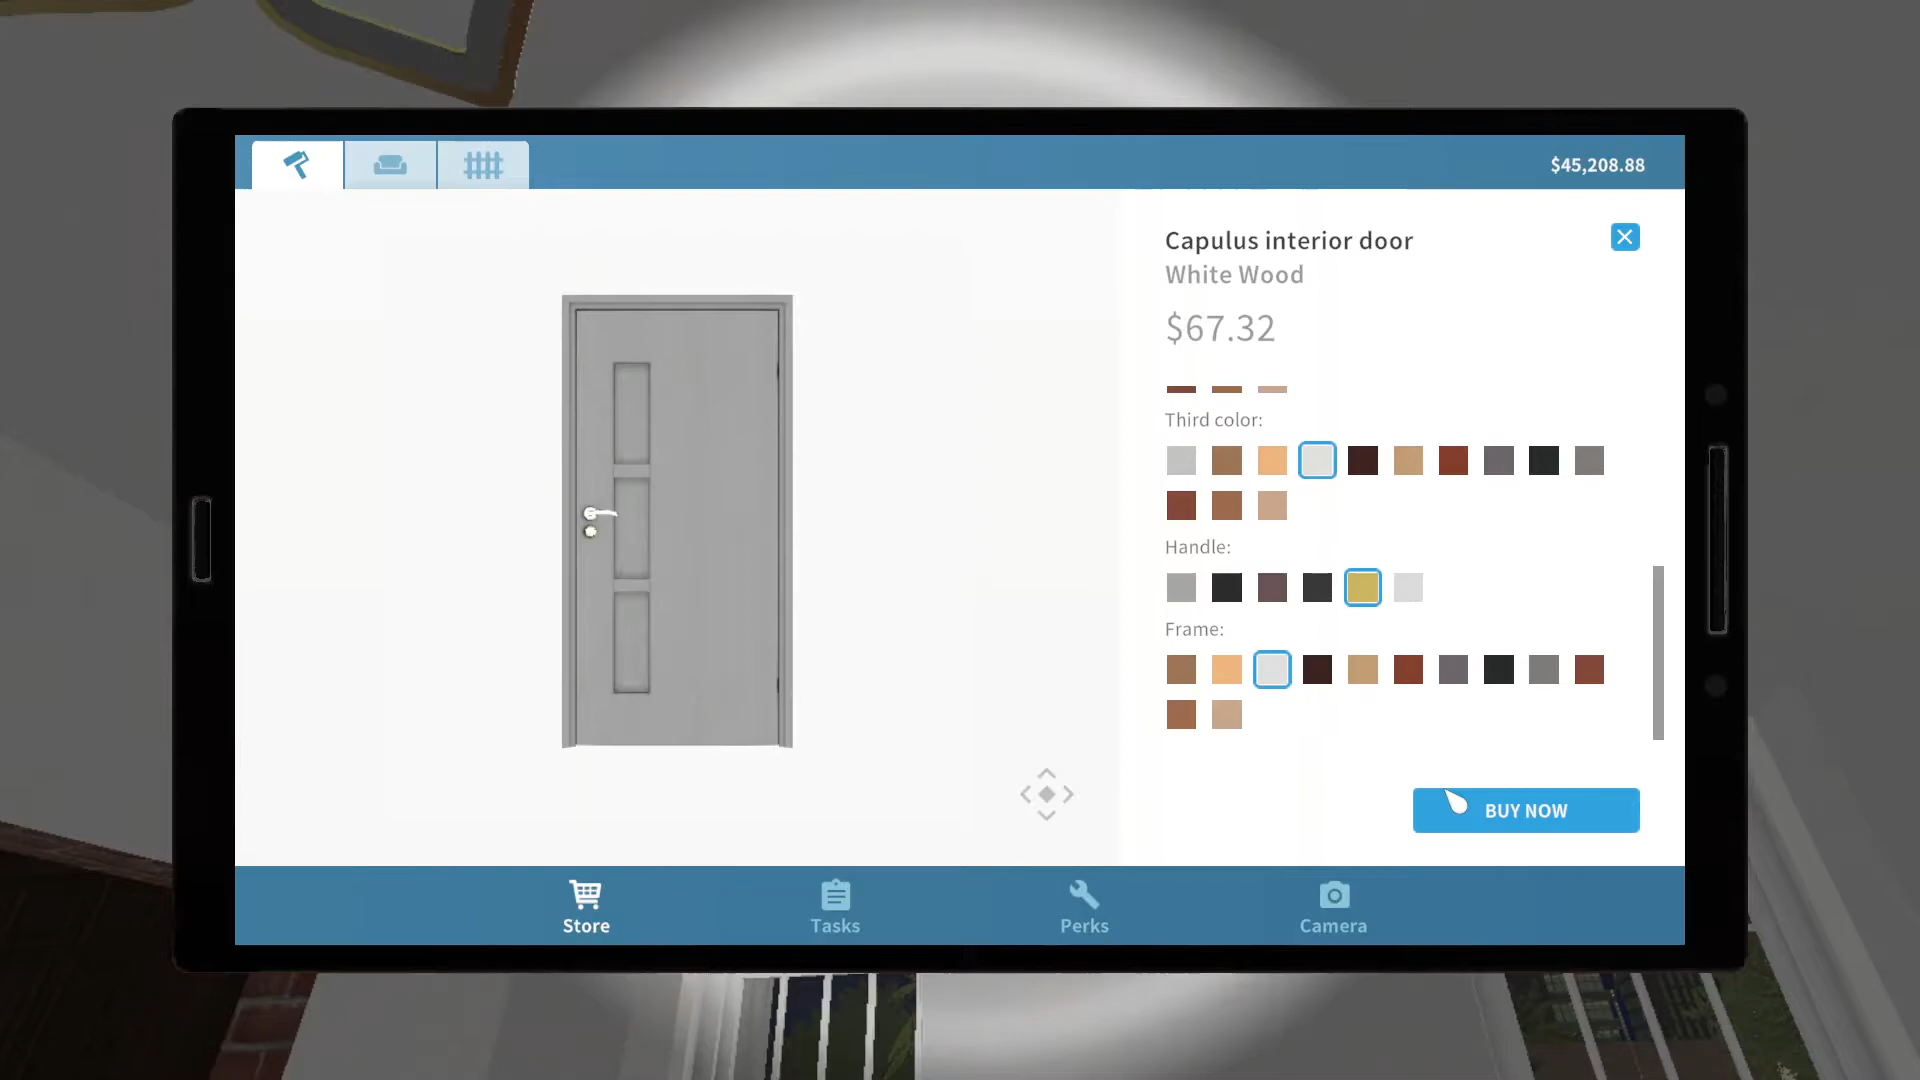 $45,208.88
Capulus interior door
White Wood
$67.32
Third color:
Handle:
Frame:
BUY NOW
Store
Tasks
Perks
Camera